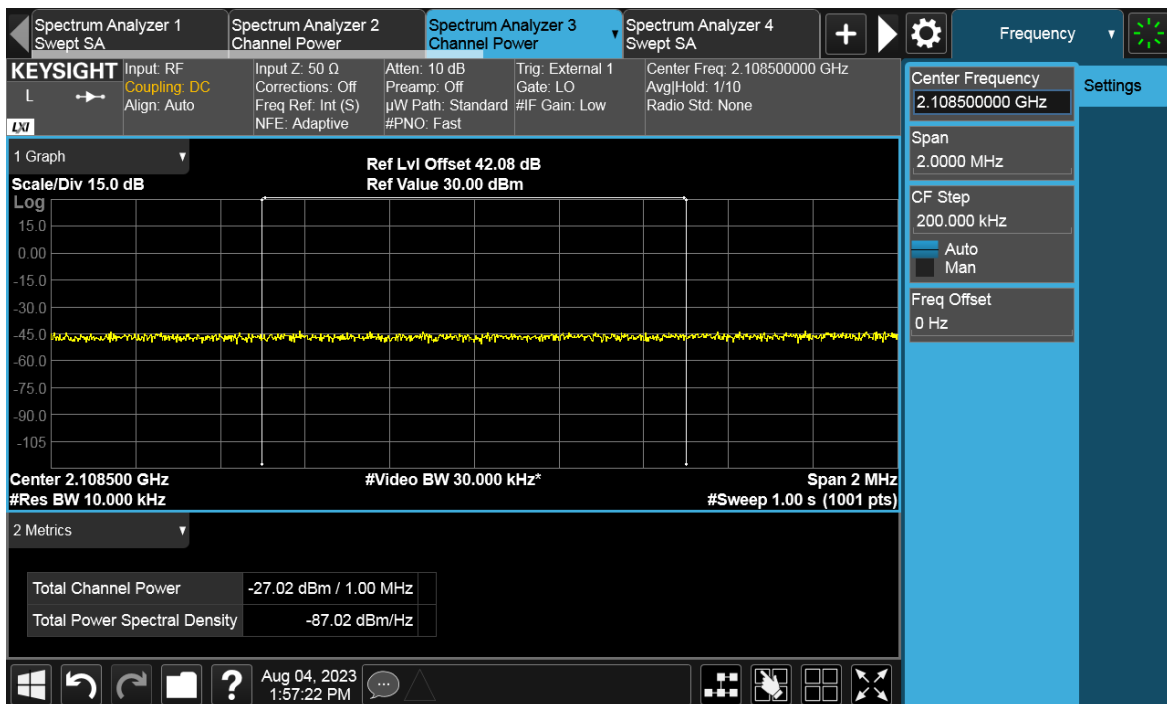 Spectrum Analyzer 1
Swept SA
Spectrum Analyzer 2
Channel Power
Spectrum Analyzer 3
Channel Power
Spectrum Analyzer 4
Swept SA
+
Frequency
KEYSIGHT
L
LXI
Input: RF
Coupling: DC
Align: Auto
Input Z: 50 Ω
Corrections: Off
Freq Ref: Int (S)
NFE: Adaptive
Atten: 10 dB
Preamp: Off
µW Path: Standard
#PNO: Fast
Trig: External 1
Gate: LO
#IF Gain: Low
Center Freq: 2.108500000 GHz
Avg|Hold: 1/10
Radio Std: None
Center Frequency
2.108500000 GHz
Settings
Span
2.0000 MHz
CF Step
200.000 kHz
Auto
Man
Freq Offset
0 Hz
1 Graph
Scale/Div 15.0 dB
Ref Lvl Offset 42.08 dB
Ref Value 30.00 dBm
Log
15.0
0.00
-15.0
-30.0
-45.0
-60.0
-75.0
-90.0
-105
Center 2.108500 GHz
#Video BW 30.000 kHz*
Span 2 MHz
#Res BW 10.000 kHz
#Sweep 1.00 s (1001 pts)
2 Metrics
Total Channel Power -27.02 dBm / 1.00 MHz
Total Power Spectral Density -87.02 dBm/Hz
?
Aug 04, 2023
1:57:22 PM